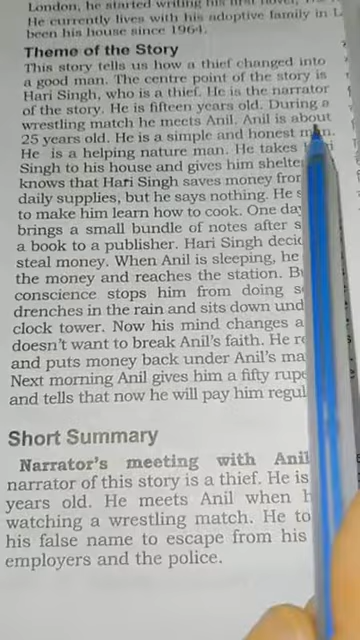 London, he started writing his first
He currently lives with his adoptive family in L
been his house since 1964.
Theme of the Story
This story tells us how a thief changed into
a good man. The centre point of the story is
Hari Singh, who is a thief. He is the narrator
of the story. He is fifteen years old. During a
wrestling match he meets Anil. Anil is about
25 years old. He is a simple and honest man.
He is a helping nature man. He takes
Singh to his house and gives him shelte
knows that Hari Singh saves money fro
daily supplies, but he says nothing. He s
to make him learn how to cook. One da
brings a small bundle of notes after s
a book to a publisher. Hari Singh deci
steal money. When Anil is sleeping, he
the money and reaches the station. B
conscience stops him from doing s
drenches in the rain and sits down und
clock tower. Now his mind changes a
doesn't want to break Anil's faith. He r
and puts money back under Anil's ma
Next morning Anil gives him a fifty rup
and tells that now he will pay him regul
Short Summary
Narrator's meeting with Anil
narrator of this story is a thief. He is
years old. He meets Anil when h
watching a wrestling match. He to
his false name to escape from his
employers and the police.